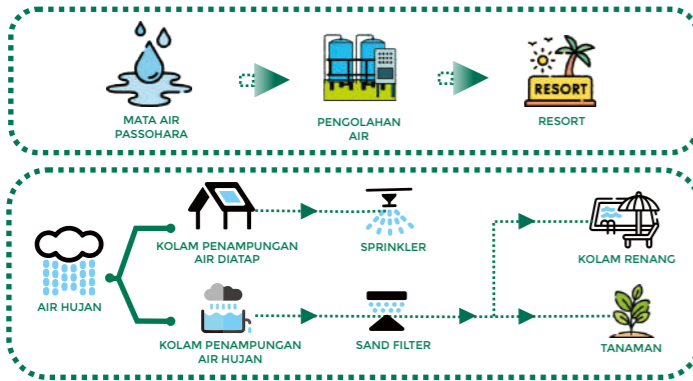 RESORT
MATA AIR
PASSOHARA
PENGOLAHAN
AIR
RESORT
KOLAM PENAMPUNGAN
AIR DIATAP
SPRINKLER
KOLAM RENANG
AIR HUJAN
KOLAM PENAMPUNGAN
AIR HUJAN
SAND FILTER
TANAMAN